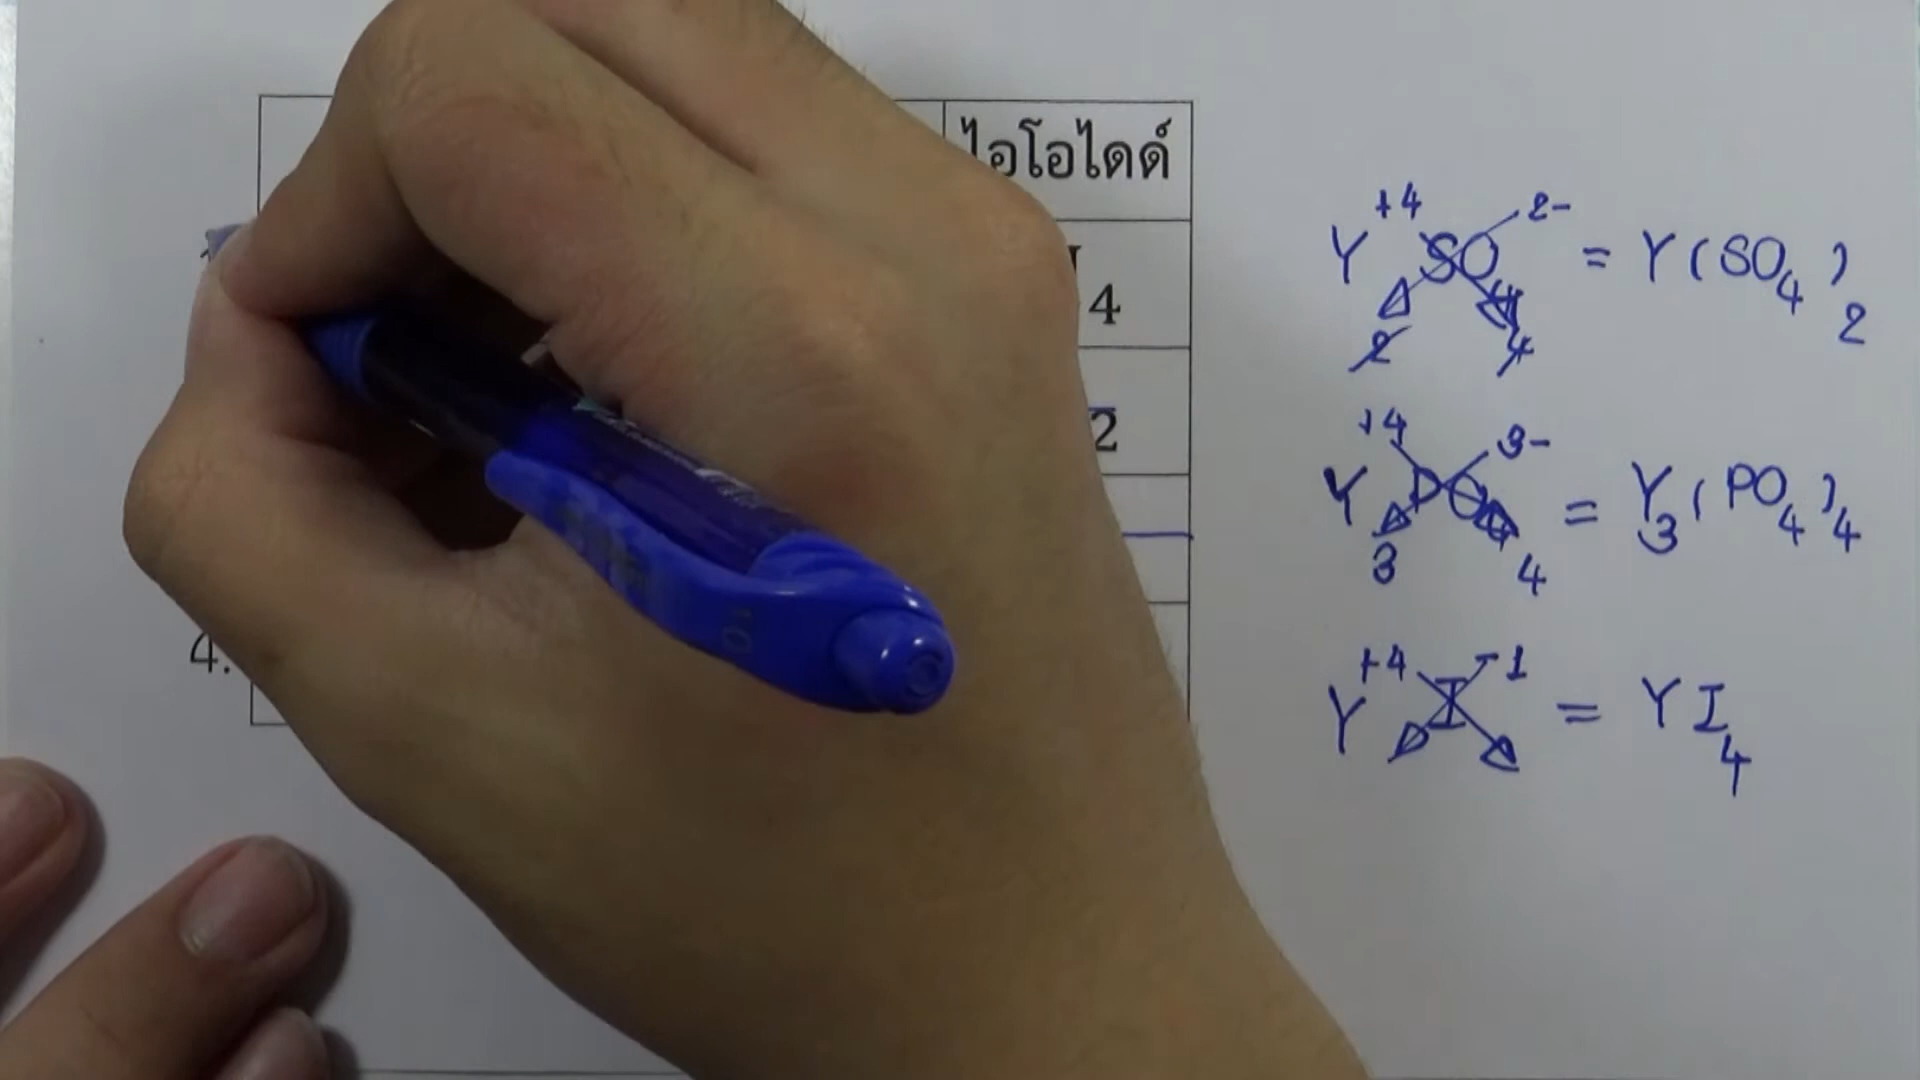 ไอโอไดด์
4
2
4.
Y +4 SO4 2- = Y(SO4)2
2 4
Y +4 PO4 3- = Y3(PO4)4
3 4
Y +4 I -1 = YI4